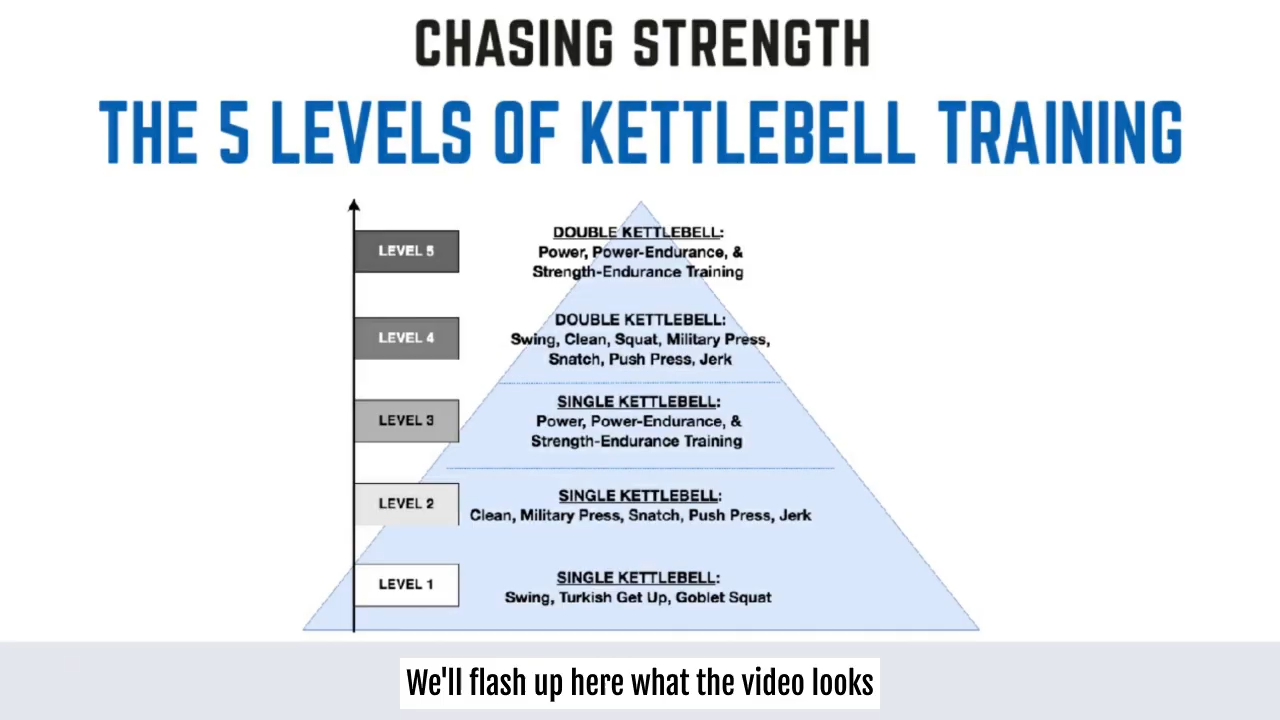 CHASING STRENGTH
THE 5 LEVELS OF KETTLEBELL TRAINING
LEVEL 5
DOUBLE KETTLEBELL:
Power, Power-Endurance, &
Strength-Endurance Training
LEVEL 4
DOUBLE KETTLEBELL:
Swing, Clean, Squat, Military Press,
Snatch, Push Press, Jerk
LEVEL 3
SINGLE KETTLEBELL:
Power, Power-Endurance, &
Strength-Endurance Training
LEVEL 2
SINGLE KETTLEBELL:
Clean, Military Press, Snatch, Push Press, Jerk
LEVEL 1
SINGLE KETTLEBELL:
Swing, Turkish Get Up, Goblet Squat
We'll flash up here what the video looks